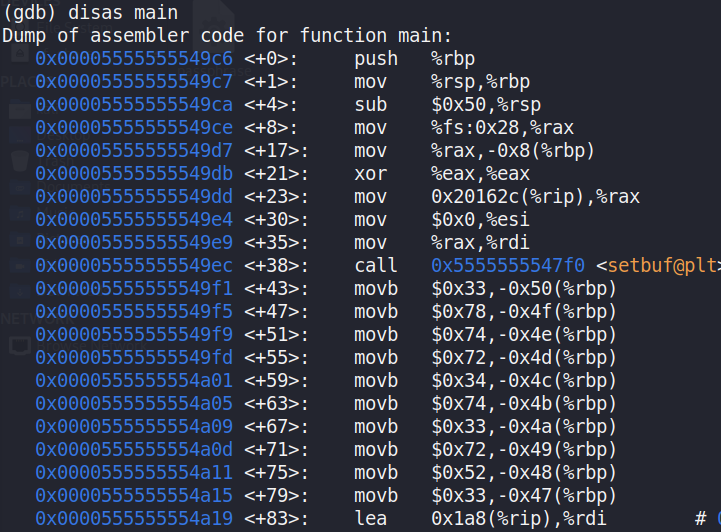 (gdb) disas main
Dump of assembler code for function main:
   0x00005555555549c6 <+0>:     push   %rbp
   0x00005555555549c7 <+1>:     mov    %rsp,%rbp
   0x00005555555549ca <+4>:     sub    $0x50,%rsp
   0x00005555555549ce <+8>:     mov    %fs:0x28,%rax
   0x00005555555549d7 <+17>:    mov    %rax,-0x8(%rbp)
   0x00005555555549db <+21>:    xor    %eax,%eax
   0x00005555555549dd <+23>:    mov    0x20162c(%rip),%rax
   0x00005555555549e4 <+30>:    mov    $0x0,%esi
   0x00005555555549e9 <+35>:    mov    %rax,%rdi
   0x00005555555549ec <+38>:    call   0x5555555547f0 <setbuf@plt>
   0x00005555555549f1 <+43>:    movb   $0x33,-0x50(%rbp)
   0x00005555555549f5 <+47>:    movb   $0x78,-0x4f(%rbp)
   0x00005555555549f9 <+51>:    movb   $0x74,-0x4e(%rbp)
   0x00005555555549fd <+55>:    movb   $0x72,-0x4d(%rbp)
   0x0000555555554a01 <+59>:    movb   $0x34,-0x4c(%rbp)
   0x0000555555554a05 <+63>:    movb   $0x74,-0x4b(%rbp)
   0x0000555555554a09 <+67>:    movb   $0x33,-0x4a(%rbp)
   0x0000555555554a0d <+71>:    movb   $0x72,-0x49(%rbp)
   0x0000555555554a11 <+75>:    movb   $0x52,-0x48(%rbp)
   0x0000555555554a15 <+79>:    movb   $0x33,-0x47(%rbp)
   0x0000555555554a19 <+83>:    lea    0x1a8(%rip),%rdi        #